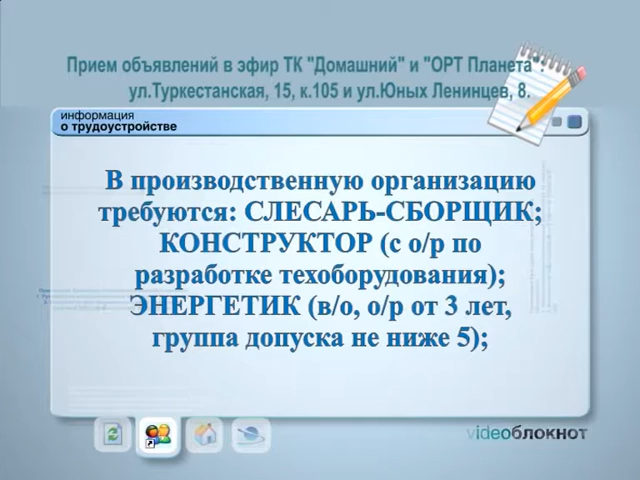 Прием объявлений в эфир ТК "Домашний" и "ОРТ Планета":
ул.Туркестанская, 15, к.105 и ул.Юных Ленинцев, 8.
информация
о трудоустройстве
В производственную организацию
требуются: СЛЕСАРЬ-СБОРЩИК;
КОНСТРУКТОР (с о/р по
разработке техоборудования);
ЭНЕРГЕТИК (в/о, о/р от 3 лет,
группа допуска не ниже 5);
videoблокнот